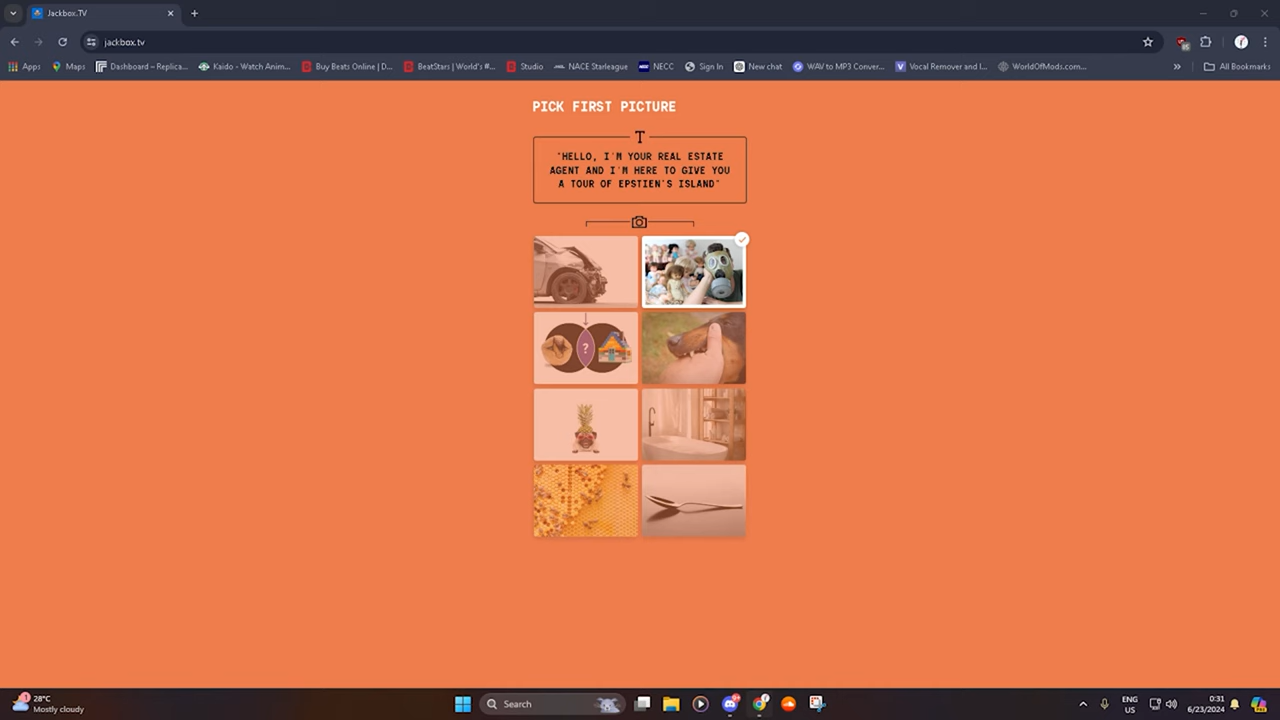 Jackbox.TV
jackbox.tv
Apps
Maps
Dashboard – Replica...
Kaido - Watch Anim...
Buy Beats Online | D...
BeatStars | World's #...
Studio
NACE Starleague
NECC
Sign In
New chat
WAV to MP3 Conver...
Vocal Remover and I...
WorldOfMods.com...
»
All Bookmarks
PICK FIRST PICTURE
T
"HELLO, I'M YOUR REAL ESTATE
AGENT AND I'M HERE TO GIVE YOU
A TOUR OF EPSTIEN'S ISLAND"
?
28°C
Mostly cloudy
Search
ENG
US
0:31
6/23/2024